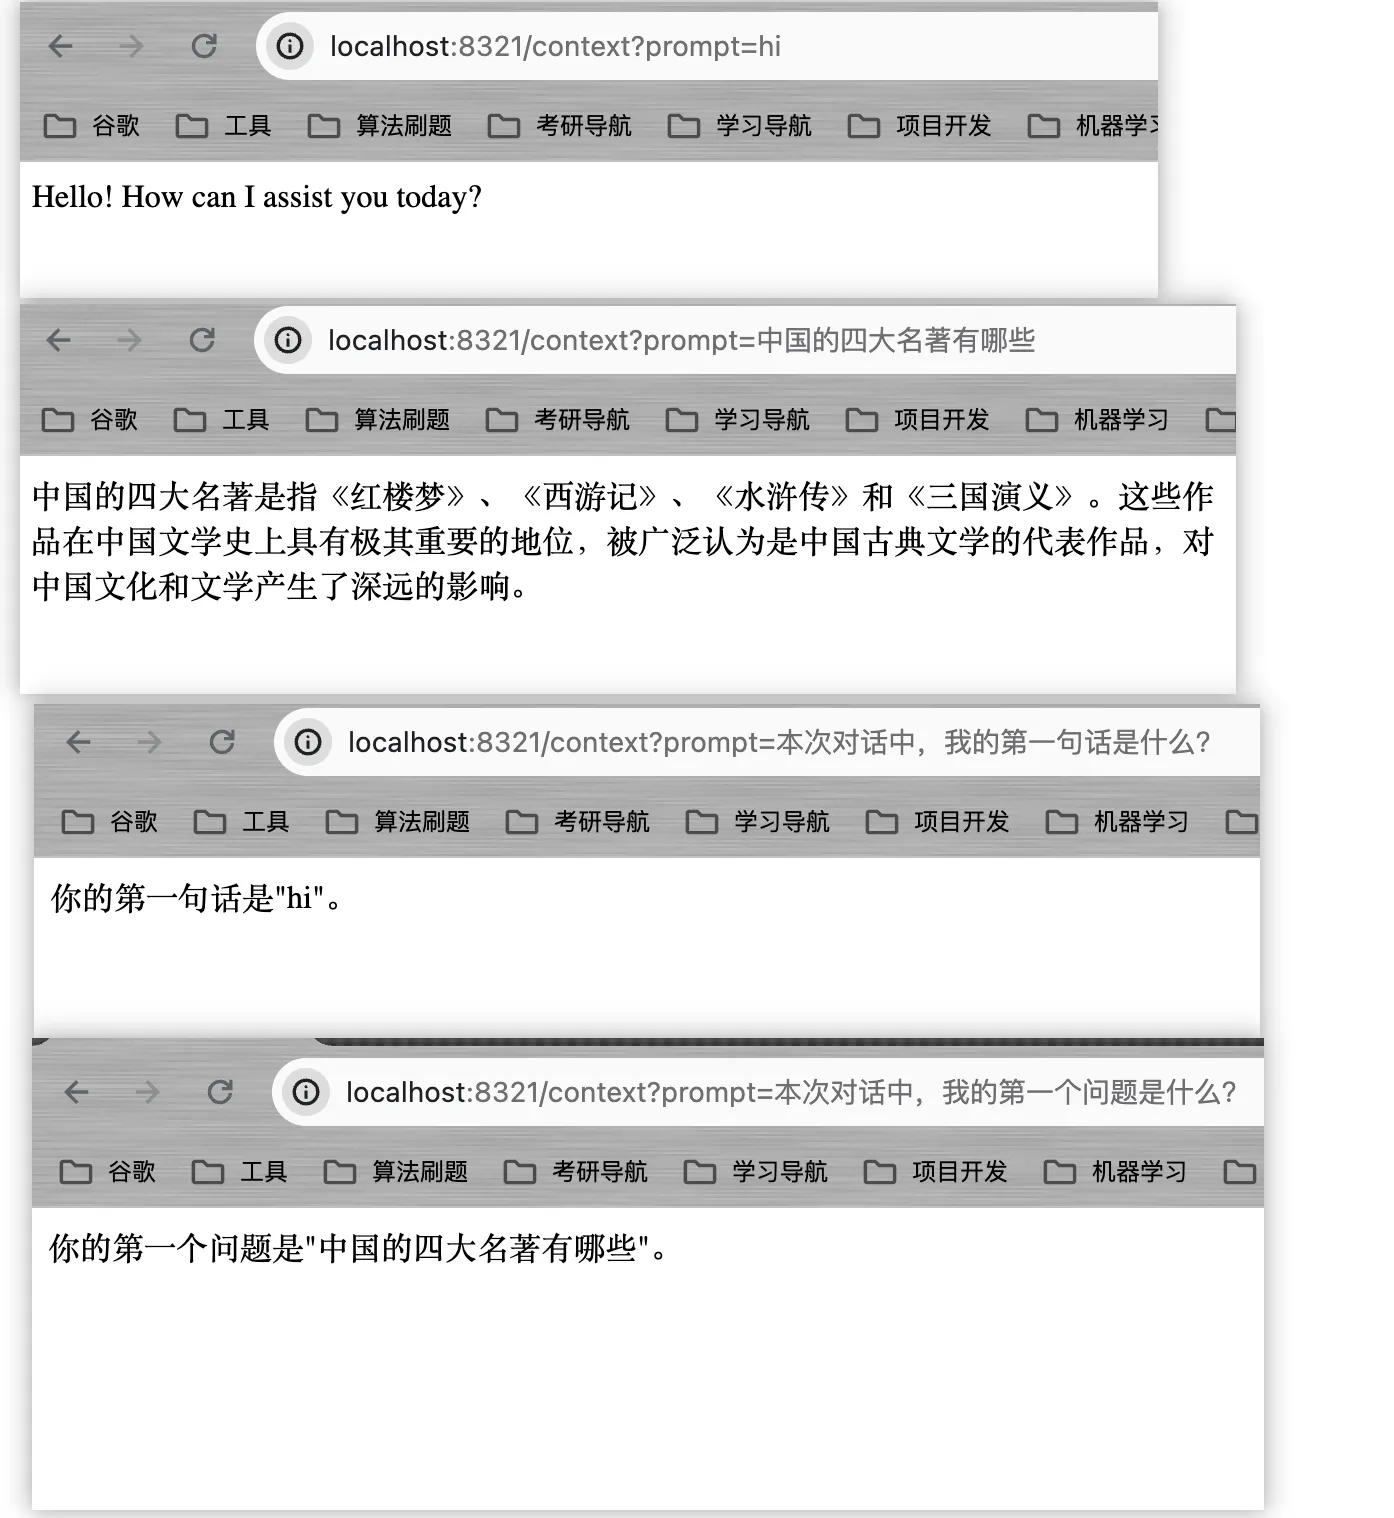 localhost:8321/context?prompt=hi
谷歌 工具 算法刷题 考研导航 学习导航 项目开发 机器学习
Hello! How can I assist you today?
localhost:8321/context?prompt=中国的四大名著有哪些
谷歌 工具 算法刷题 考研导航 学习导航 项目开发 机器学习
中国的四大名著是指《红楼梦》、《西游记》、《水浒传》和《三国演义》。这些作
品在中国文学史上具有极其重要的地位，被广泛认为是中国古典文学的代表作品，对
中国文化和文学产生了深远的影响。
localhost:8321/context?prompt=本次对话中，我的第一句话是什么？
谷歌 工具 算法刷题 考研导航 学习导航 项目开发 机器学习
你的第一句话是"hi"。
localhost:8321/context?prompt=本次对话中，我的第一个问题是什么？
谷歌 工具 算法刷题 考研导航 学习导航 项目开发 机器学习
你的第一个问题是"中国的四大名著有哪些"。